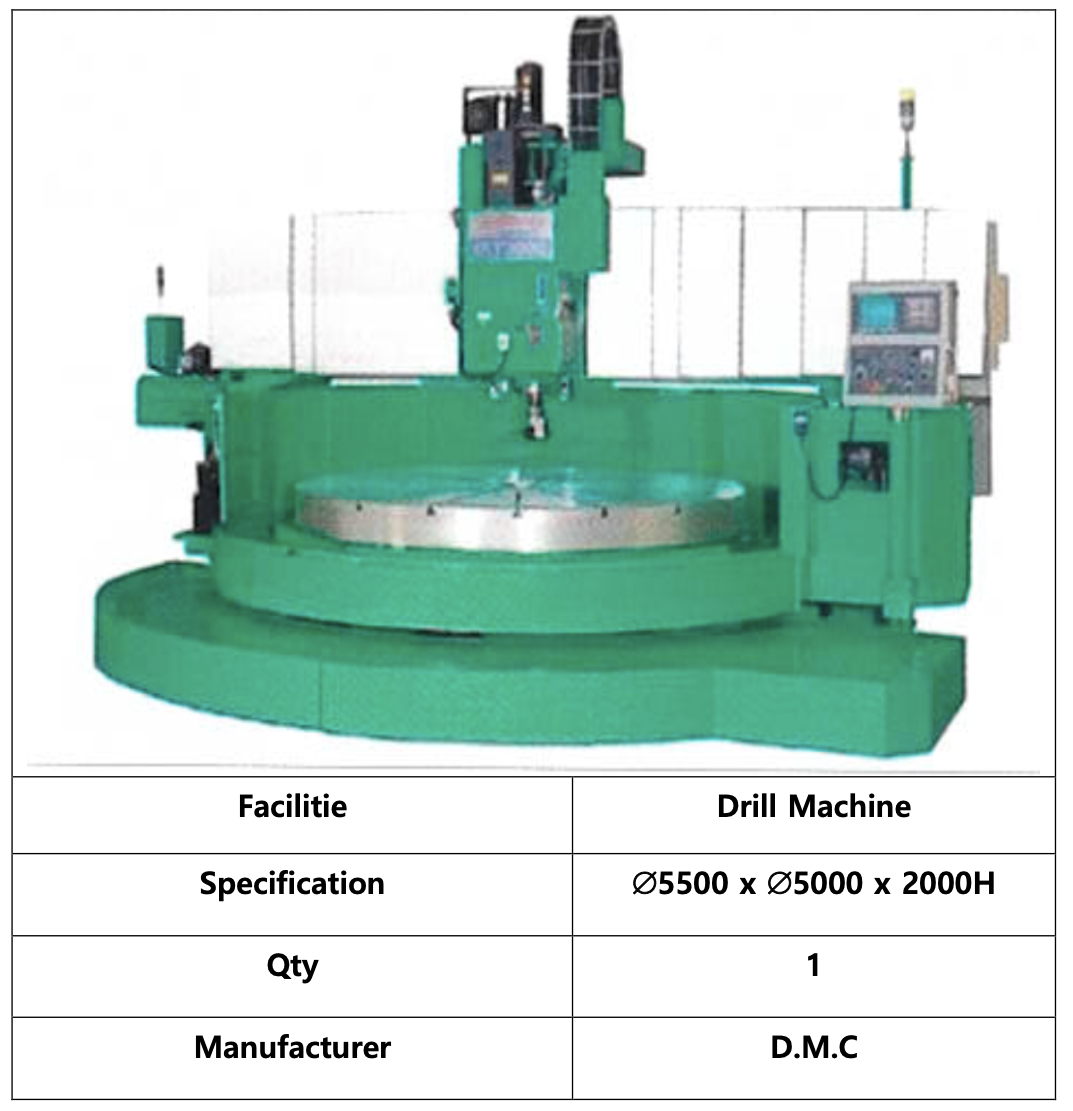 Facilitie Drill Machine
Specification ∅5500 x ∅5000 x 2000H
Qty 1
Manufacturer D.M.C